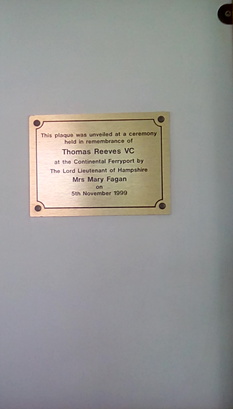 This plaque was unveiled at a ceremony
held in remembrance of
Thomas Reeves VC
at the Continental Ferryport by
The Lord Lieutenant of Hampshire
Mrs Mary Fagan
on
5th November 1999